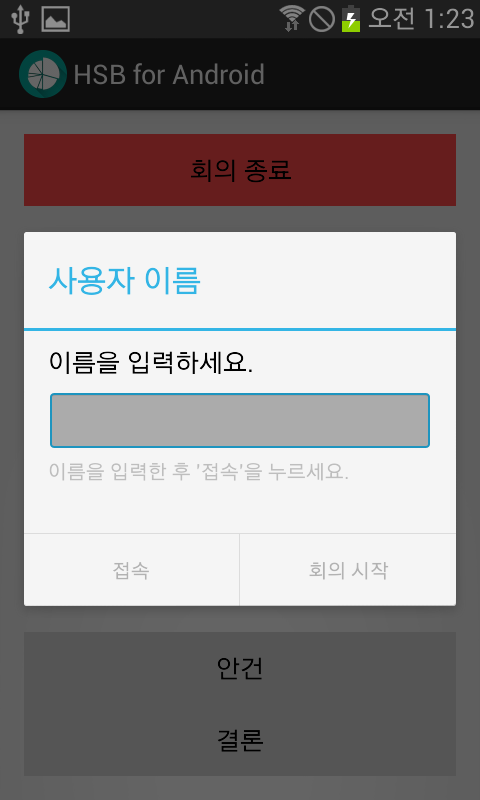 오전 1:23
HSB for Android
회의 종료
사용자 이름
이름을 입력하세요.
이름을 입력한 후 '접속'을 누르세요.
접속
회의 시작
안건
결론